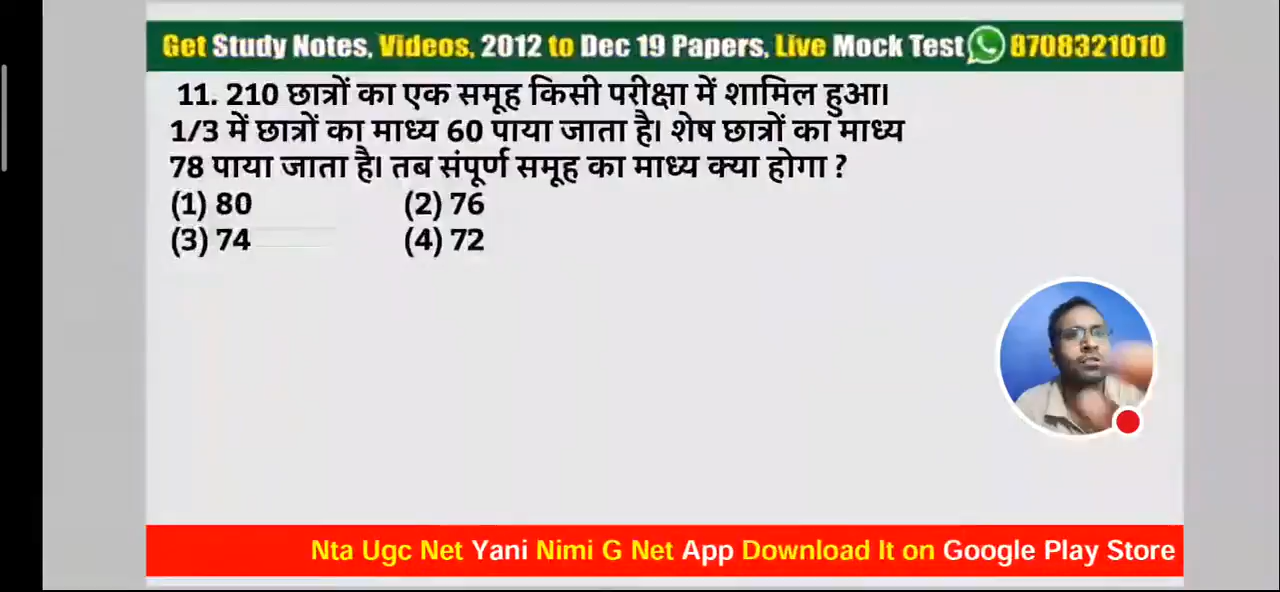 Get Study Notes, Videos, 2012 to Dec 19 Papers, Live Mock Test 8708321010
11. 210 छात्रों का एक समूह किसी परीक्षा में शामिल हुआ।
1/3 में छात्रों का माध्य 60 पाया जाता है। शेष छात्रों का माध्य
78 पाया जाता है। तब संपूर्ण समूह का माध्य क्या होगा ?
(1) 80 (2) 76
(3) 74 (4) 72
Nta Ugc Net Yani Nimi G Net App Download It on Google Play Store